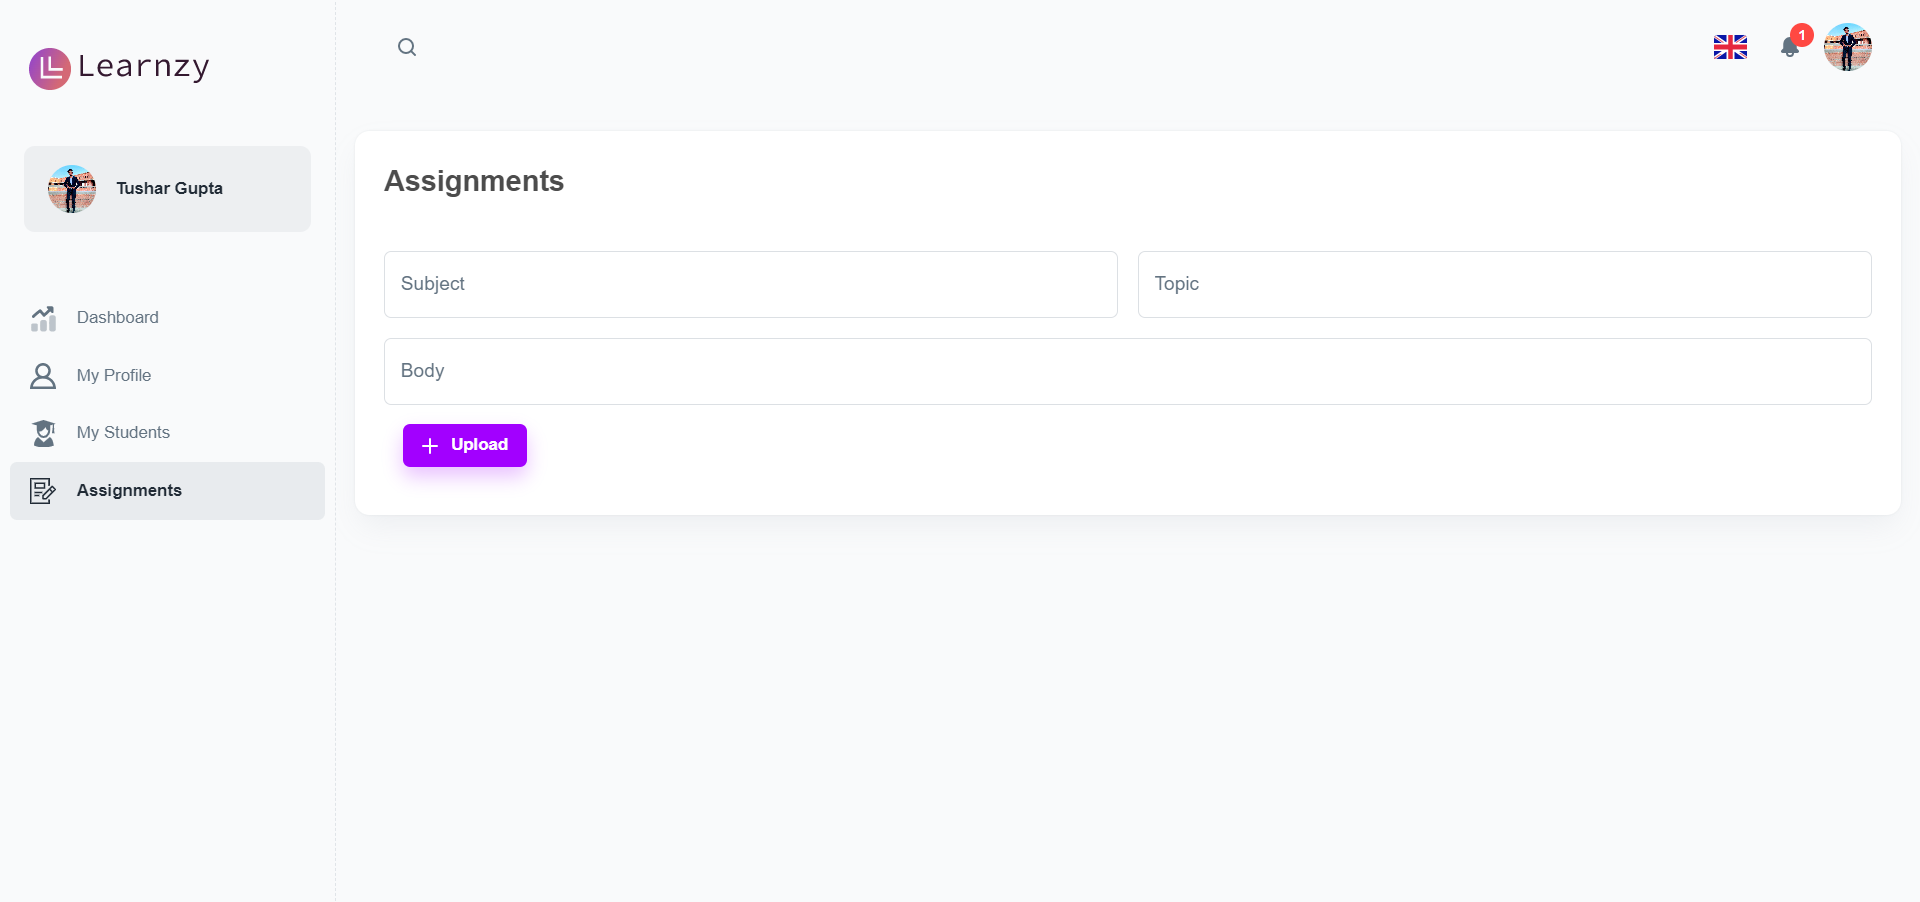 Learnzy
1
Tushar Gupta
Dashboard
My Profile
My Students
Assignments
Assignments
Subject
Topic
Body
Upload